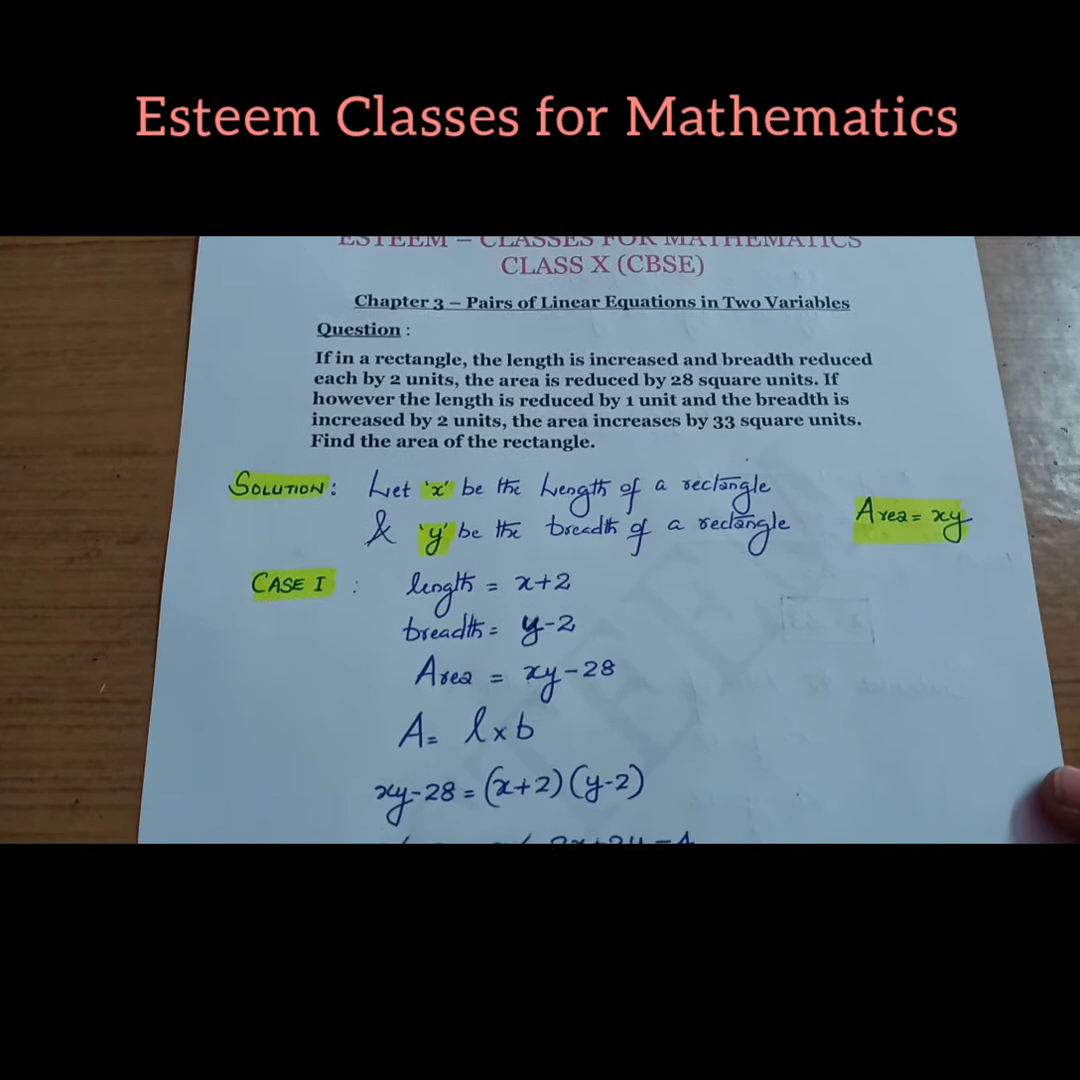 Esteem Classes for Mathematics
ESTEEM – CLASSES FOR MATHEMATICS
CLASS X (CBSE)
Chapter 3 – Pairs of Linear Equations in Two Variables
Question :
If in a rectangle, the length is increased and breadth reduced
each by 2 units, the area is reduced by 28 square units. If
however the length is reduced by 1 unit and the breadth is
increased by 2 units, the area increases by 33 square units.
Find the area of the rectangle.
SOLUTION : Let 'x' be the Length of a rectangle
& 'y' be the breadth of a rectangle
Area = xy
CASE I : length = x+2
breadth = y-2
Area = xy-28
A = l×b
xy-28 = (x+2)(y-2)